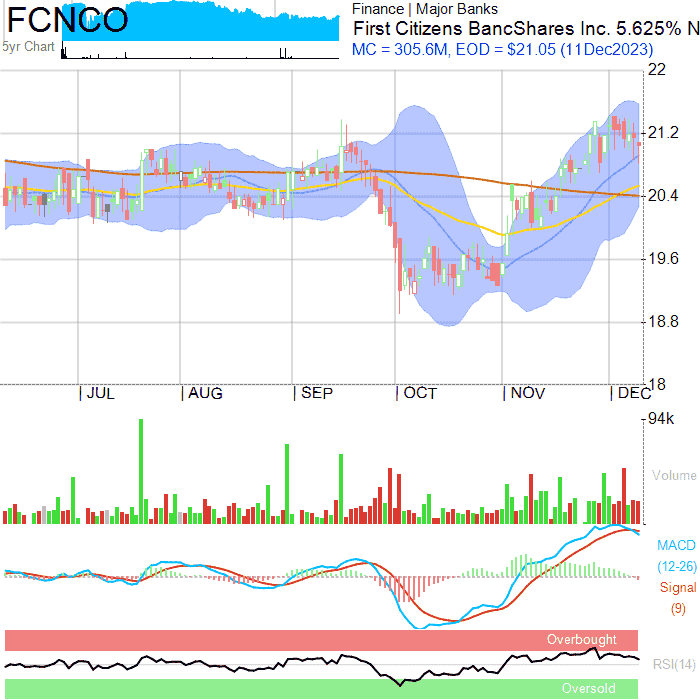 FCNCO
5yr Chart
Finance | Major Banks
First Citizens BancShares Inc. 5.625% N
MC = 305.6M, EOD = $21.05 (11Dec2023)
22
21.2
20.4
19.6
18.8
18
| JUL | AUG | SEP | OCT | NOV | DEC
94k
Volume
MACD
(12-26)
Signal
(9)
Overbought
RSI(14)
Oversold